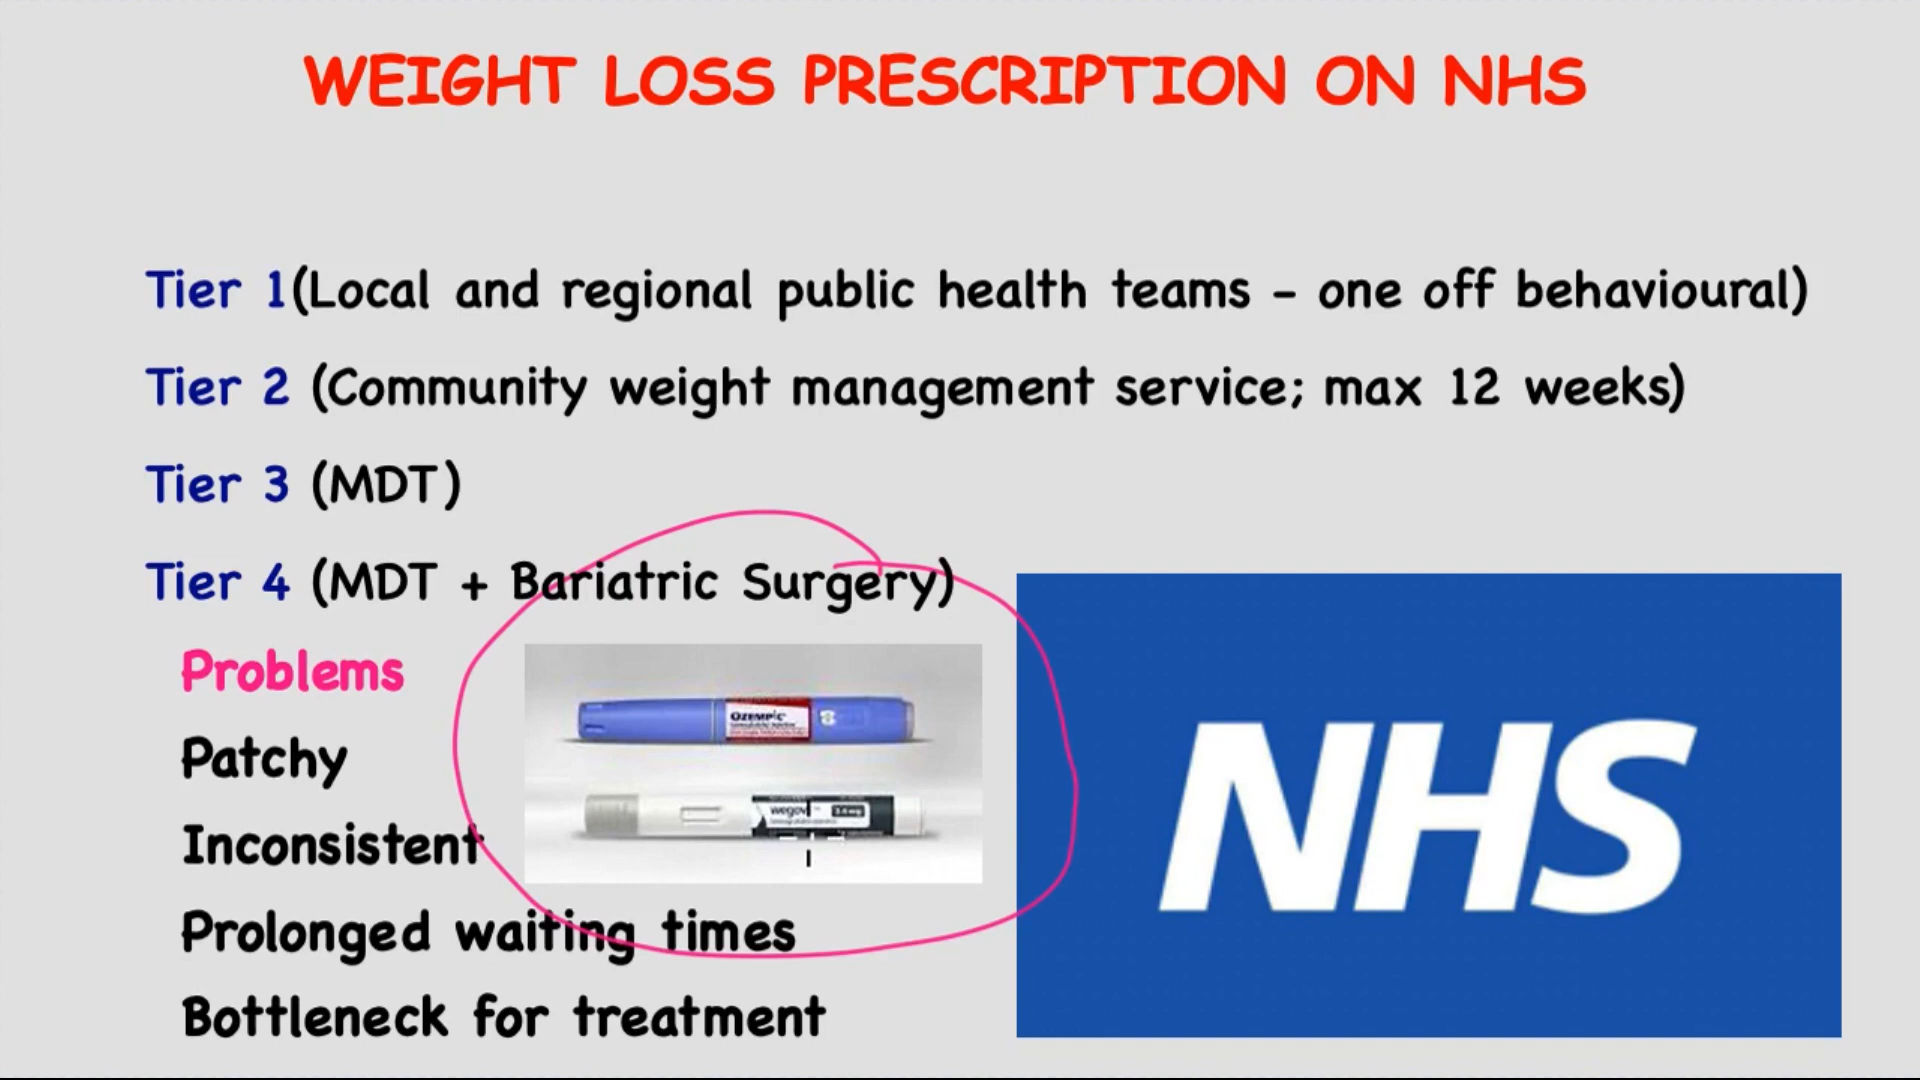 WEIGHT LOSS PRESCRIPTION ON NHS
Tier 1(Local and regional public health teams - one off behavioural)
Tier 2 (Community weight management service; max 12 weeks)
Tier 3 (MDT)
Tier 4 (MDT + Bariatric Surgery)
Problems
Patchy
Inconsistent
Prolonged waiting times
Bottleneck for treatment
OZEMPIC
NHS